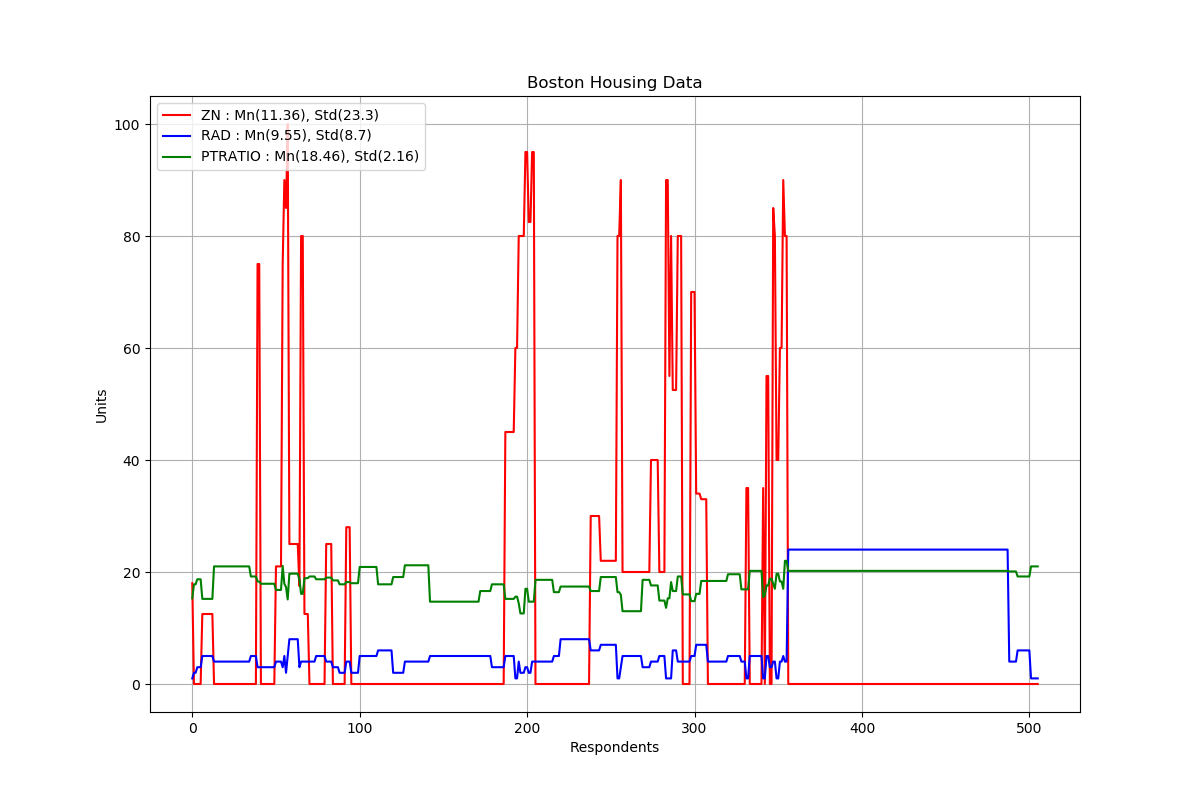 Boston Housing Data
ZN : Mn(11.36), Std(23.3)
RAD : Mn(9.55), Std(8.7)
PTRATIO : Mn(18.46), Std(2.16)
100
80
60
40
20
0
Units
0 100 200 300 400 500
Respondents